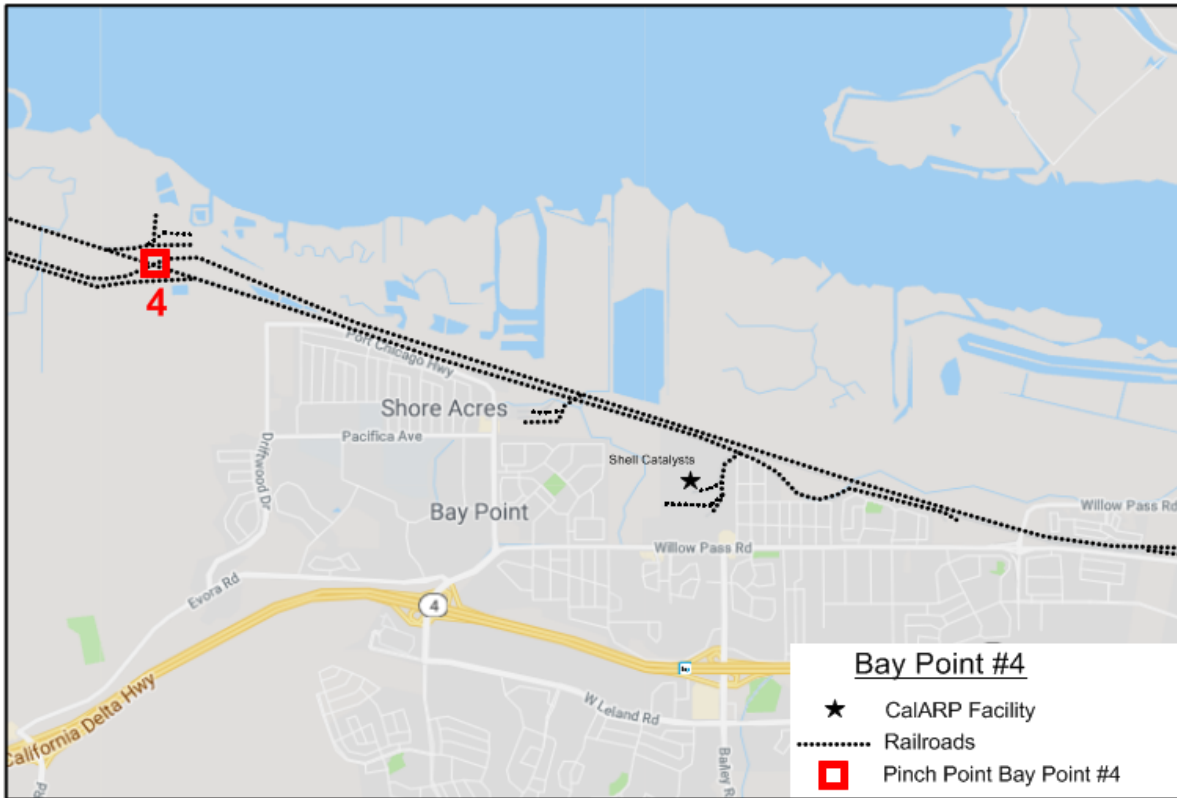 4
Port Chicago Hwy
Shore Acres
Pacifica Ave
Driftwood Dr
Shell Catalysts
Bay Point
Willow Pass Rd
Willow Pass Rd
Evora Rd
4
California Delta Hwy
W Leland Rd
Bailey R
Rd
Bay Point #4
CalARP Facility
Railroads
Pinch Point Bay Point #4